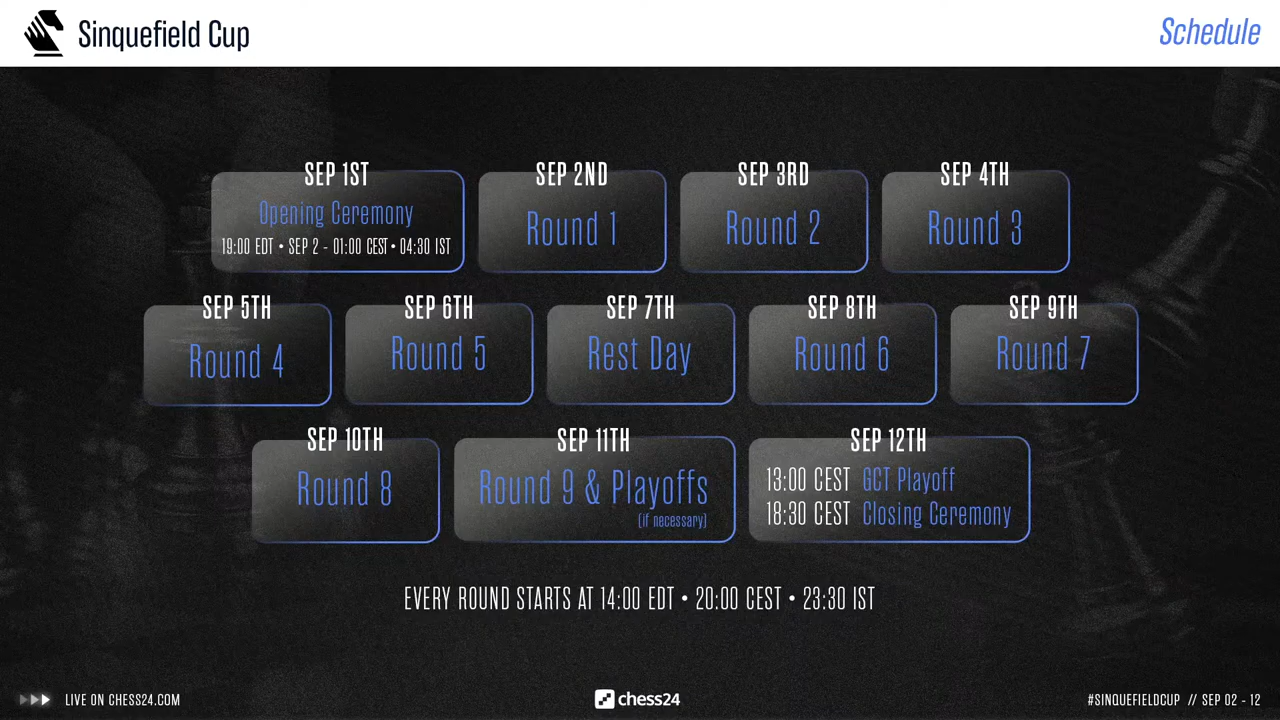 Sinquefield Cup
Schedule
SEP 1ST
Opening Ceremony
19:00 EDT • SEP 2 - 01:00 CEST • 04:30 IST
SEP 2ND
Round 1
SEP 3RD
Round 2
SEP 4TH
Round 3
SEP 5TH
Round 4
SEP 6TH
Round 5
SEP 7TH
Rest Day
SEP 8TH
Round 6
SEP 9TH
Round 7
SEP 10TH
Round 8
SEP 11TH
Round 9 & Playoffs
(if necessary)
SEP 12TH
13:00 CEST GCT Playoff
18:30 CEST Closing Ceremony
EVERY ROUND STARTS AT 14:00 EDT • 20:00 CEST • 23:30 IST
LIVE ON CHESS24.COM
chess24
#SINQUEFIELDCUP // SEP 02 - 12